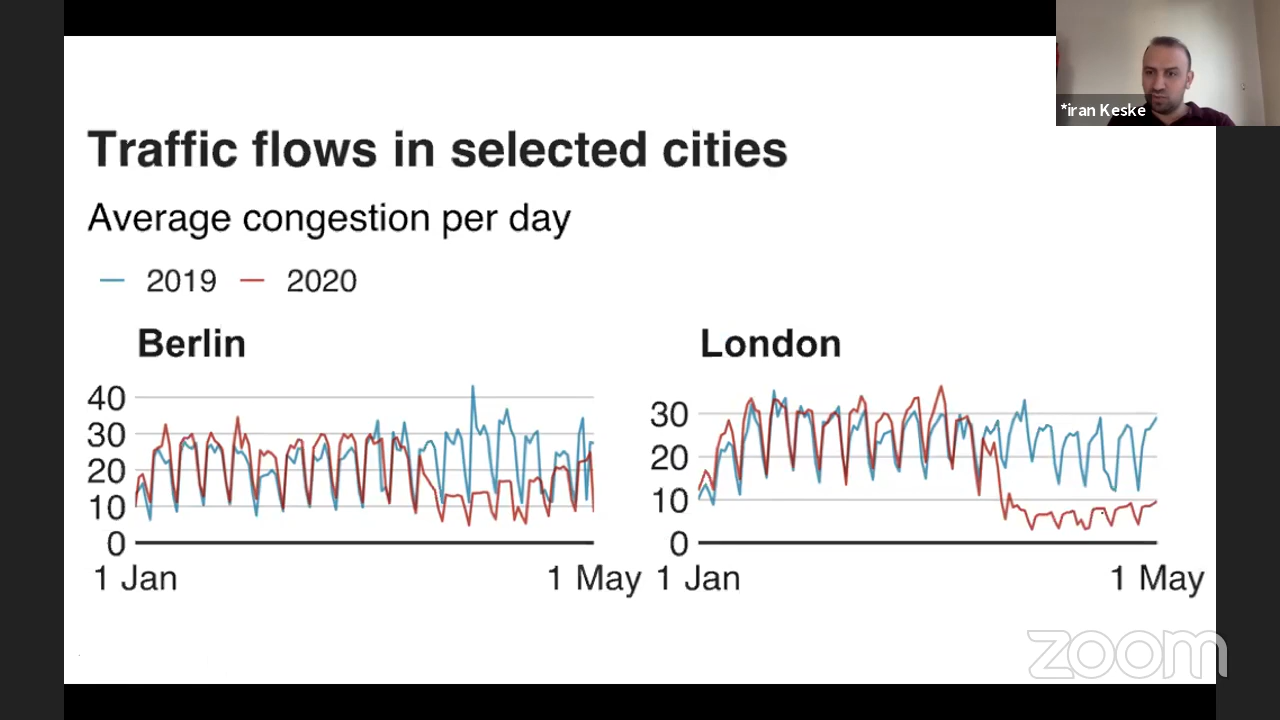 *iran Keske
Traffic flows in selected cities
Average congestion per day
2019 2020
Berlin London
40
30
20
10
0
1 Jan 1 May
30
20
10
0
1 Jan 1 May
zoom